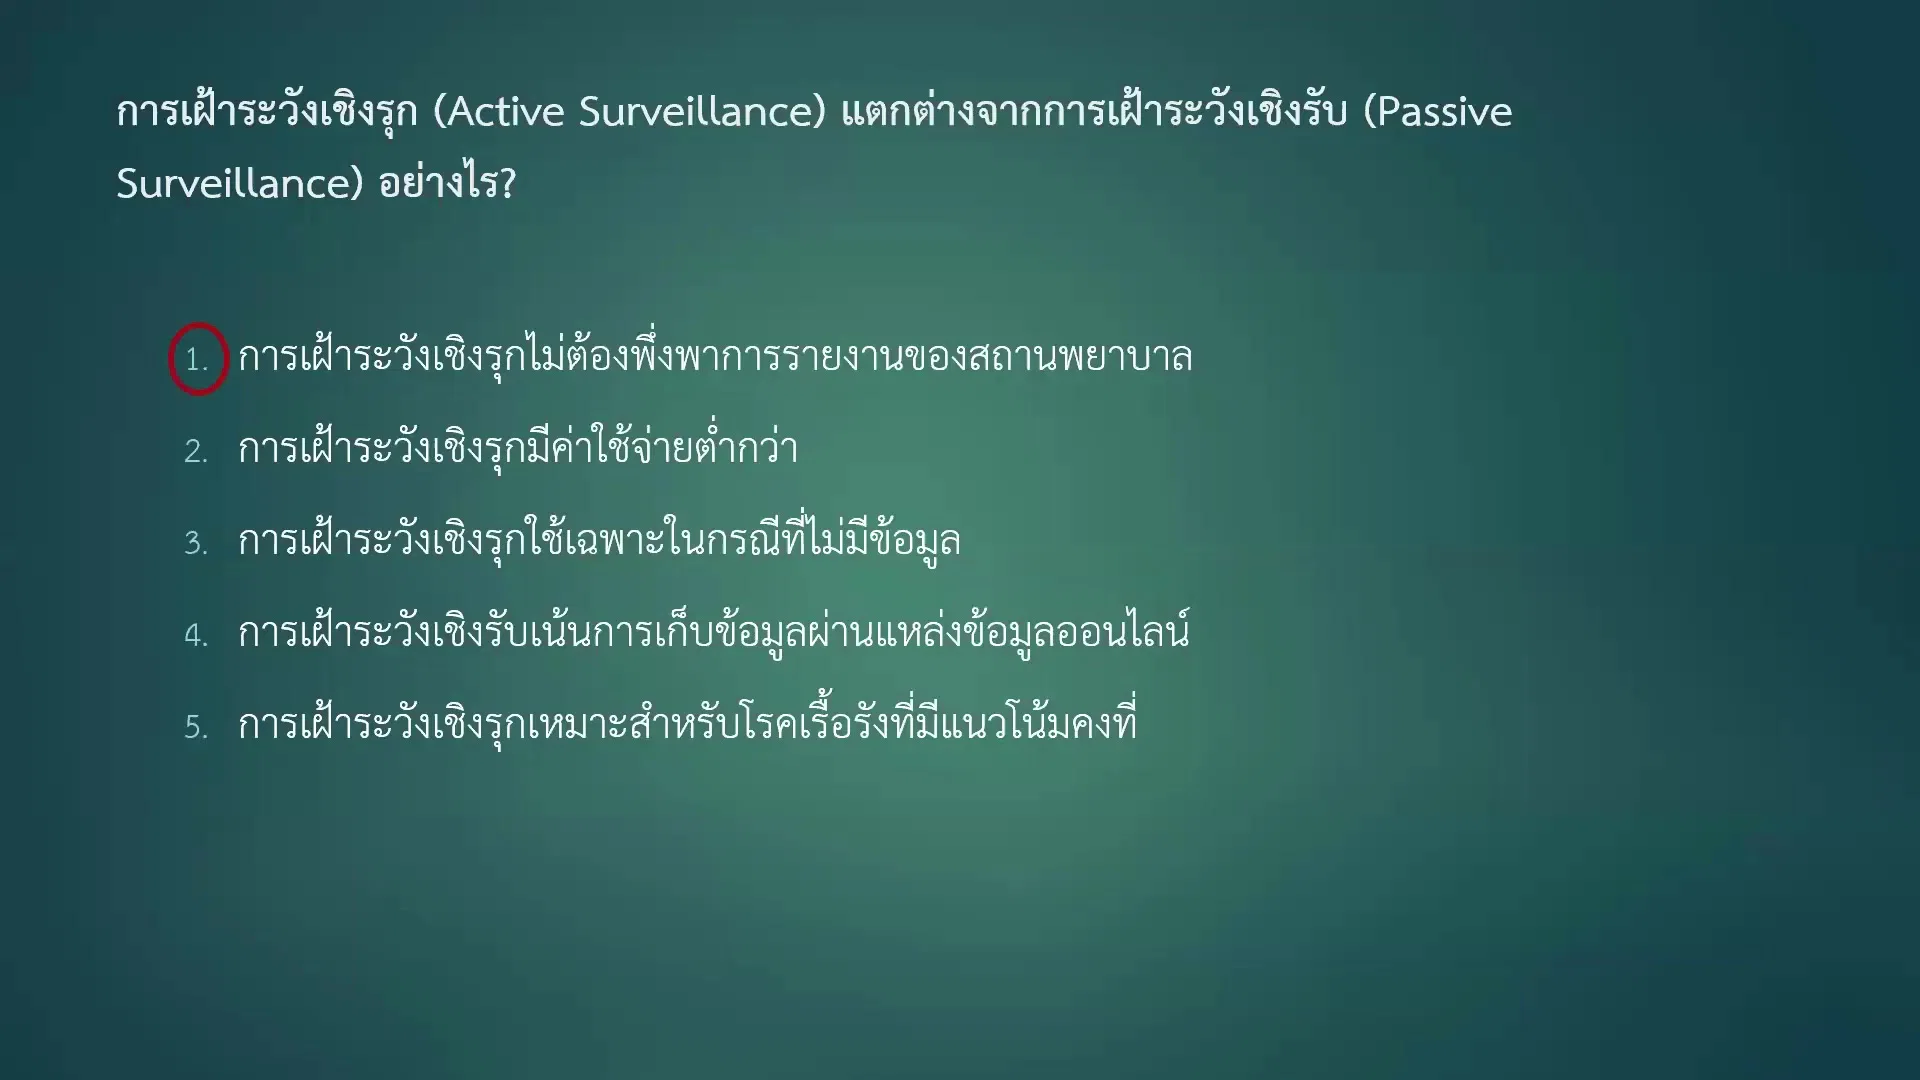 การเฝ้าระวังเชิงรุก (Active Surveillance) แตกต่างจากการเฝ้าระวังเชิงรับ (Passive
Surveillance) อย่างไร?
1. การเฝ้าระวังเชิงรุกไม่ต้องพึ่งพาการรายงานของสถานพยาบาล
2. การเฝ้าระวังเชิงรุกมีค่าใช้จ่ายต่ำกว่า
3. การเฝ้าระวังเชิงรุกใช้เฉพาะในกรณีที่ไม่มีข้อมูล
4. การเฝ้าระวังเชิงรับเน้นการเก็บข้อมูลผ่านแหล่งข้อมูลออนไลน์
5. การเฝ้าระวังเชิงรุกเหมาะสำหรับโรคเรื้อรังที่มีแนวโน้มคงที่